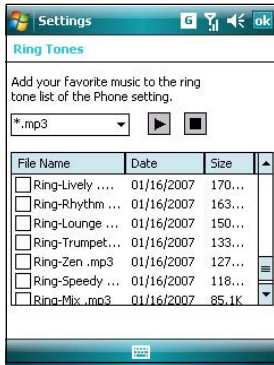 Settings G ok
Ring Tones
Add your favorite music to the ring
tone list of the Phone setting.
*.mp3
File Name Date Size
Ring-Lively .... 01/16/2007 170...
Ring-Rhythm ... 01/16/2007 163...
Ring-Lounge ... 01/16/2007 150...
Ring-Trumpet... 01/16/2007 133...
Ring-Zen .mp3 01/16/2007 127...
Ring-Speedy ... 01/16/2007 118...
Ring-Mix .mp3 01/16/2007 85.1K